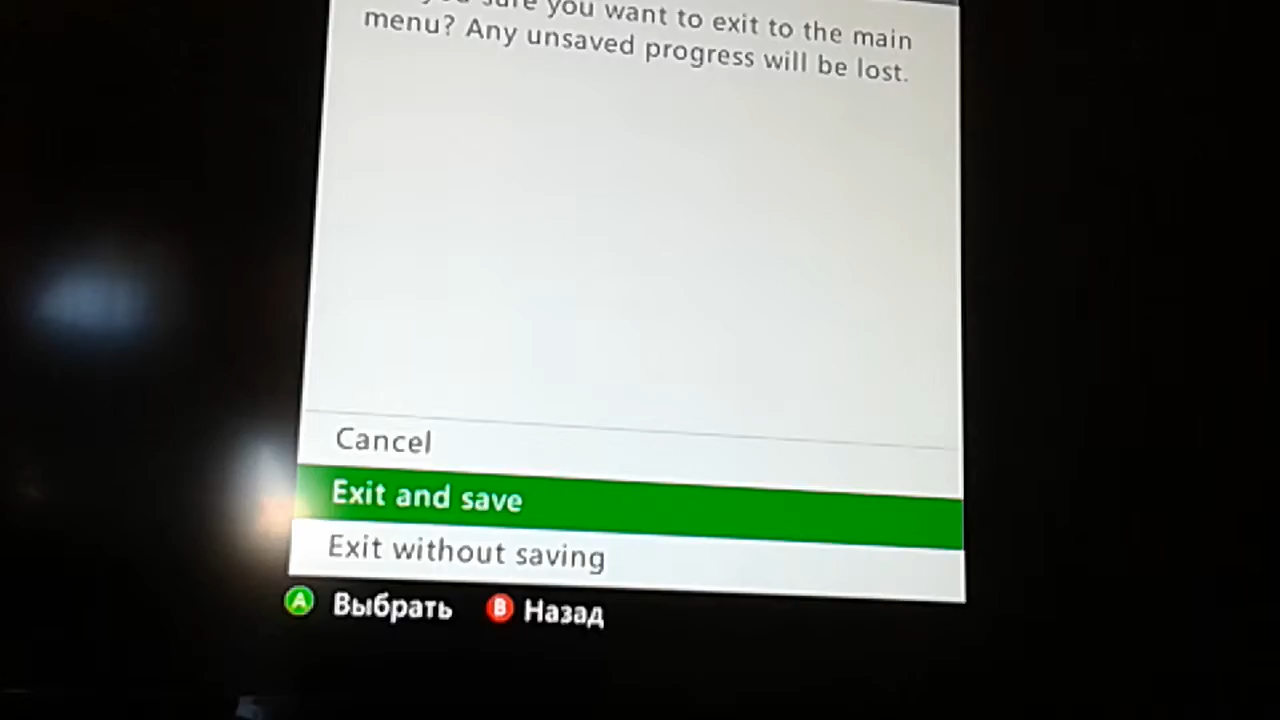 you want to exit to the main
menu? Any unsaved progress will be lost.
Cancel
Exit and save
Exit without saving
A Выбрать B Назад